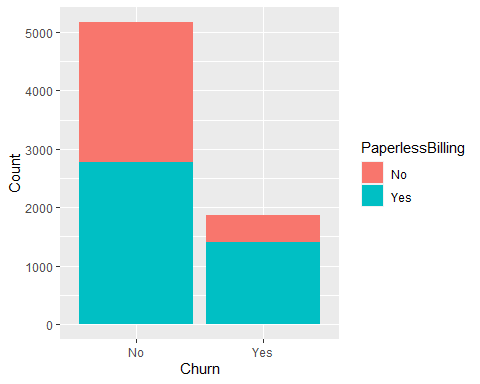 Count
5000
4000
3000
2000
1000
0
No
Yes
Churn
PaperlessBilling
No
Yes